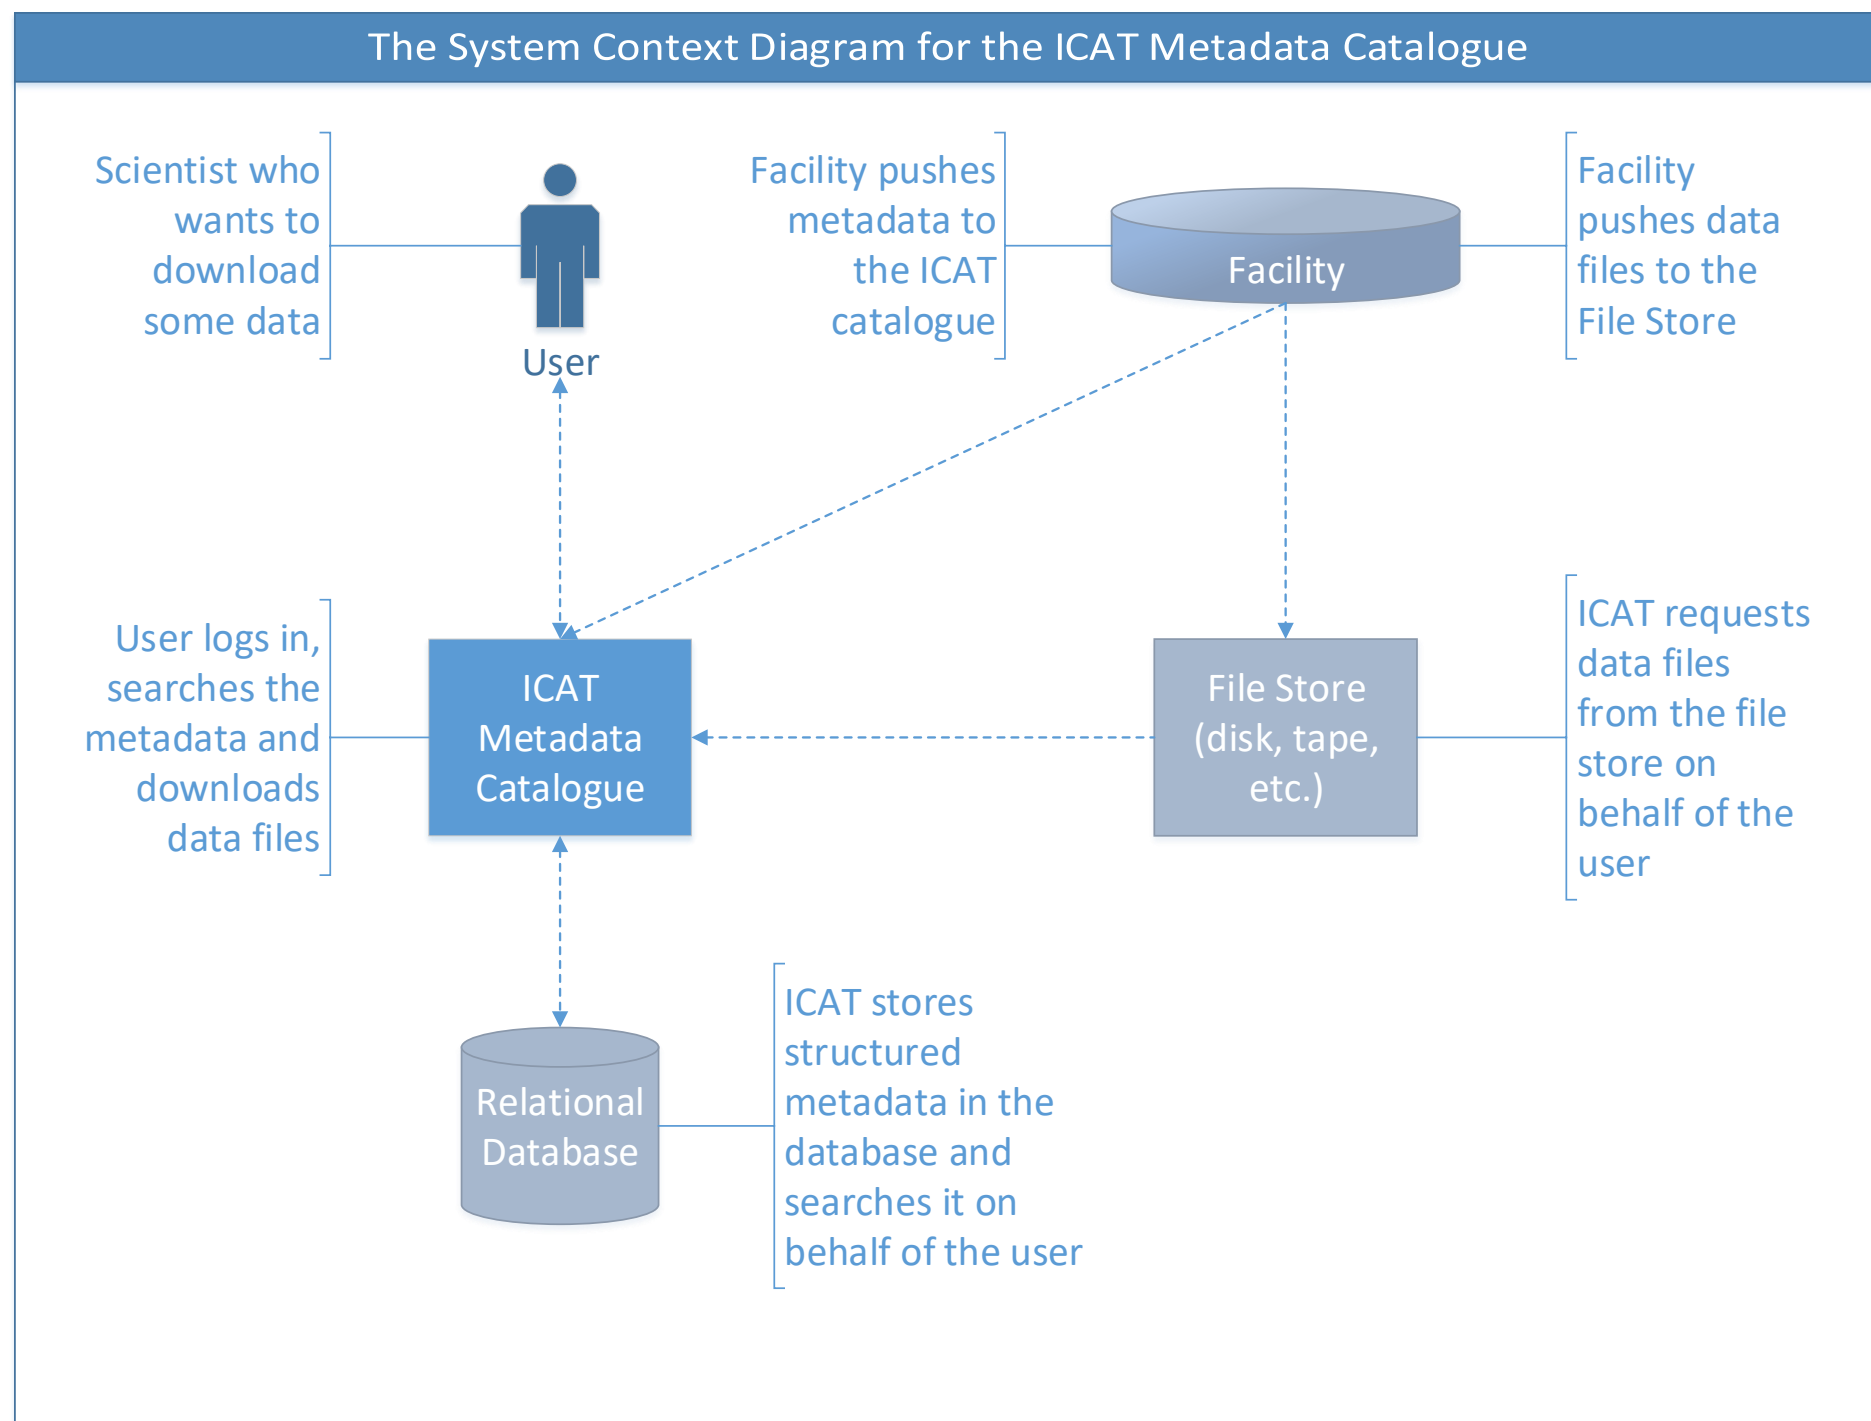 The System Context Diagram for the ICAT Metadata Catalogue
Scientist who
wants to
download
some data
User
Facility pushes
metadata to
the ICAT
catalogue
Facility
Facility
pushes data
files to the
File Store
User logs in,
searches the
metadata and
downloads
data files
ICAT
Metadata
Catalogue
File Store
(disk, tape,
etc.)
ICAT requests
data files
from the file
store on
behalf of the
user
Relational
Database
ICAT stores
structured
metadata in the
database and
searches it on
behalf of the user